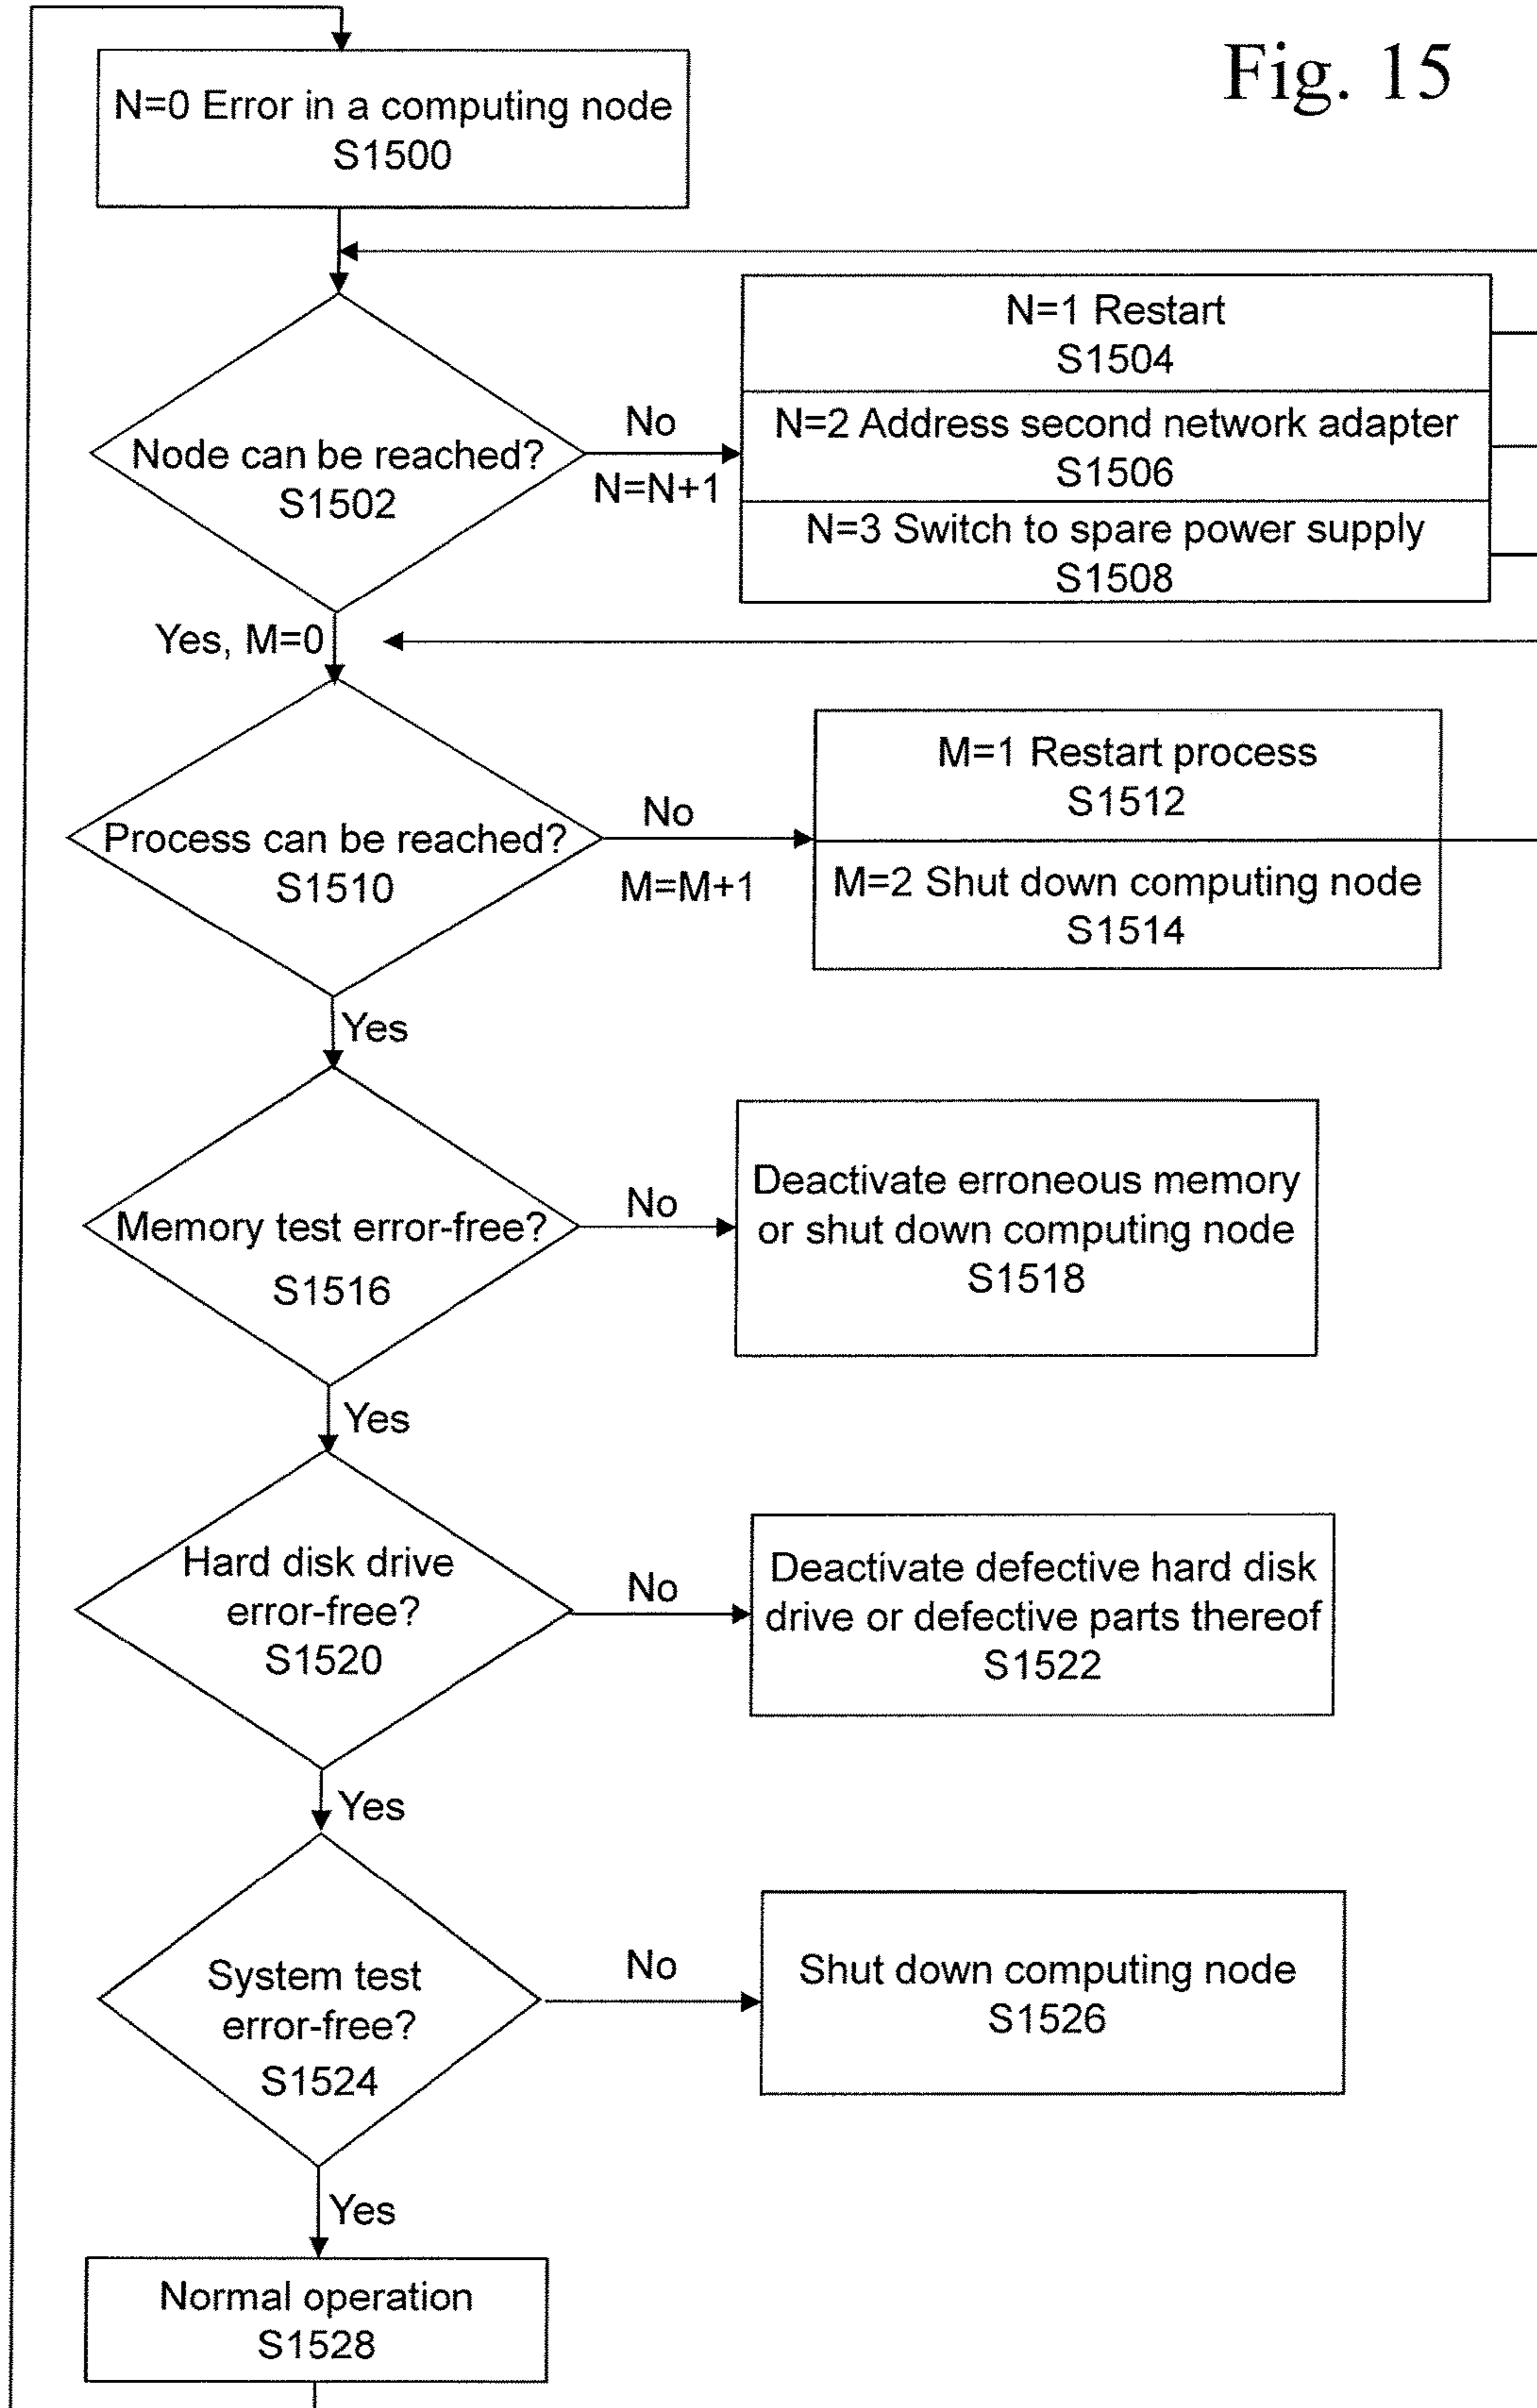 Fig. 15
N=0 Error in a computing node
S1500
Node can be reached?
S1502
No
N=N+1
N=1 Restart
S1504
N=2 Address second network adapter
S1506
N=3 Switch to spare power supply
S1508
Yes, M=0
Process can be reached?
S1510
No
M=M+1
M=1 Restart process
S1512
M=2 Shut down computing node
S1514
Yes
Memory test error-free?
S1516
No
Deactivate erroneous memory
or shut down computing node
S1518
Yes
Hard disk drive
error-free?
S1520
No
Deactivate defective hard disk
drive or defective parts thereof
S1522
Yes
System test
error-free?
S1524
No
Shut down computing node
S1526
Yes
Normal operation
S1528